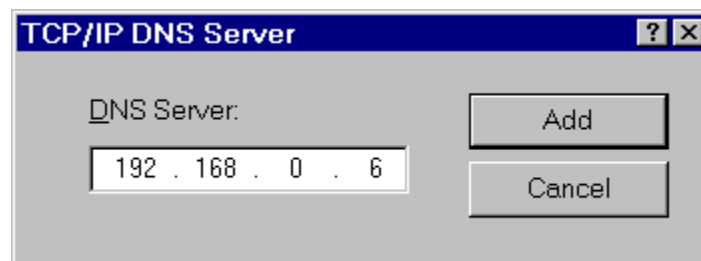 TCP/IP DNS Server
DNS Server:
192 . 168 . 0 . 6
Add
Cancel